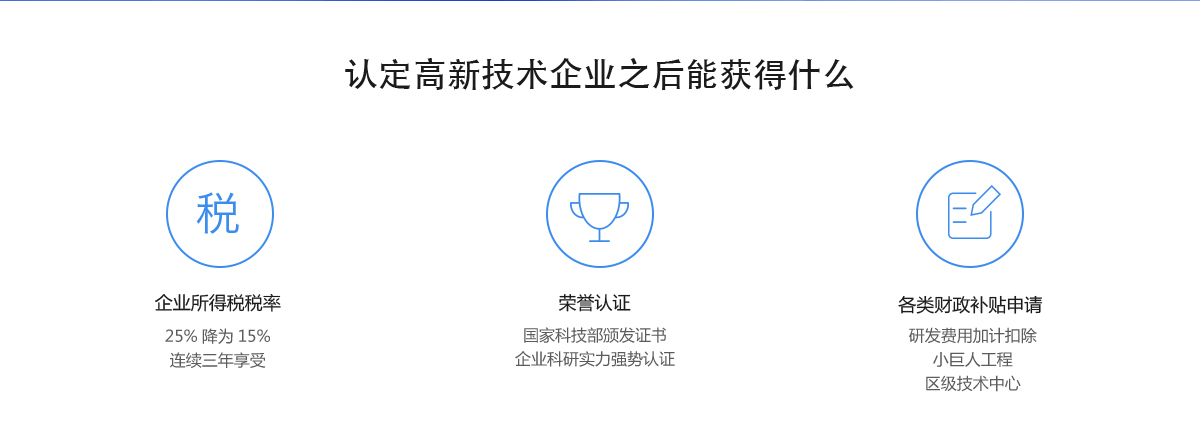 认定高新技术企业之后能获得什么
税
企业所得税税率
25% 降为 15%
连续三年享受
荣誉认证
国家科技部颁发证书
企业科研实力强势认证
各类财政补贴申请
研发费用加计扣除
小巨人工程
区级技术中心